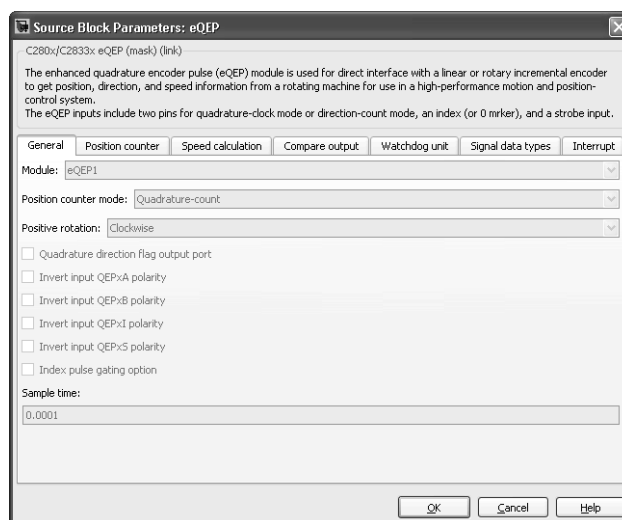 Source Block Parameters: eQEP
C280x/C2833x eQEP (mask) (link)
The enhanced quadrature encoder pulse (eQEP) module is used for direct interface with a linear or rotary incremental encoder
to get position, direction, and speed information from a rotating machine for use in a high-performance motion and position-
control system.
The eQEP inputs include two pins for quadrature-clock mode or direction-count mode, an index (or 0 mrker), and a strobe input.
General Position counter Speed calculation Compare output Watchdog unit Signal data types Interrupt
Module: eQEP1
Position counter mode: Quadrature-count
Positive rotation: Clockwise
Quadrature direction flag output port
Invert input QEPxA polarity
Invert input QEPxB polarity
Invert input QEPxI polarity
Invert input QEPxS polarity
Index pulse gating option
Sample time:
0.0001
OK Cancel Help